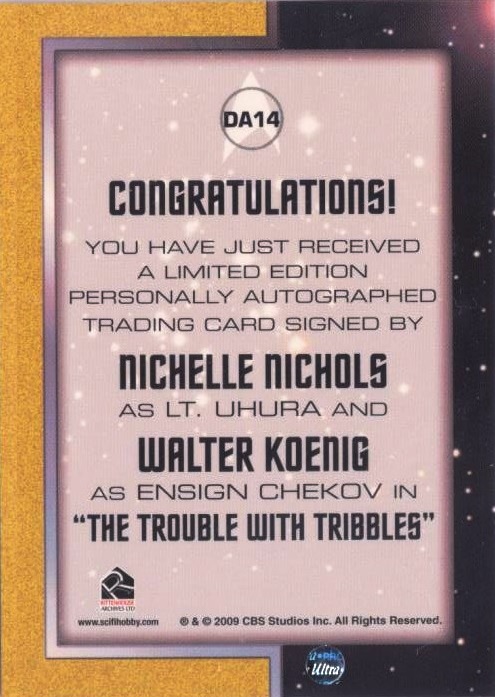 DA14
CONGRATULATIONS!
YOU HAVE JUST RECEIVED
A LIMITED EDITION
PERSONALLY AUTOGRAPHED
TRADING CARD SIGNED BY
NICHELLE NICHOLS
AS LT. UHURA AND
WALTER KOENIG
AS ENSIGN CHEKOV IN
“THE TROUBLE WITH TRIBBLES”
RITTENHOUSE
ARCHIVES LTD
www.scifihobby.com ® & © 2009 CBS Studios Inc. All Rights Reserved.
U•PRO
Ultra